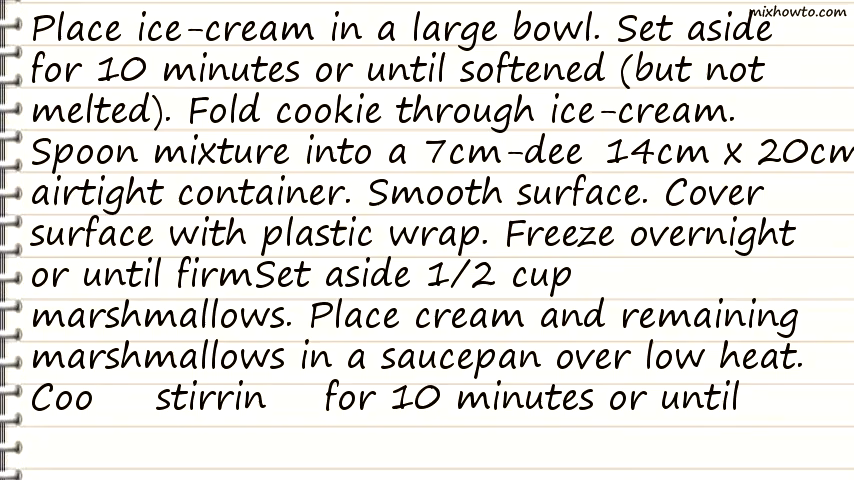 mixhowto.com
Place ice-cream in a large bowl. Set aside
for 10 minutes or until softened (but not
melted). Fold cookie through ice-cream.
Spoon mixture into a 7cm-dee 14cm x 20cm
airtight container. Smooth surface. Cover
surface with plastic wrap. Freeze overnight
or until firmSet aside 1/2 cup
marshmallows. Place cream and remaining
marshmallows in a saucepan over low heat.
Coo stirrin for 10 minutes or until